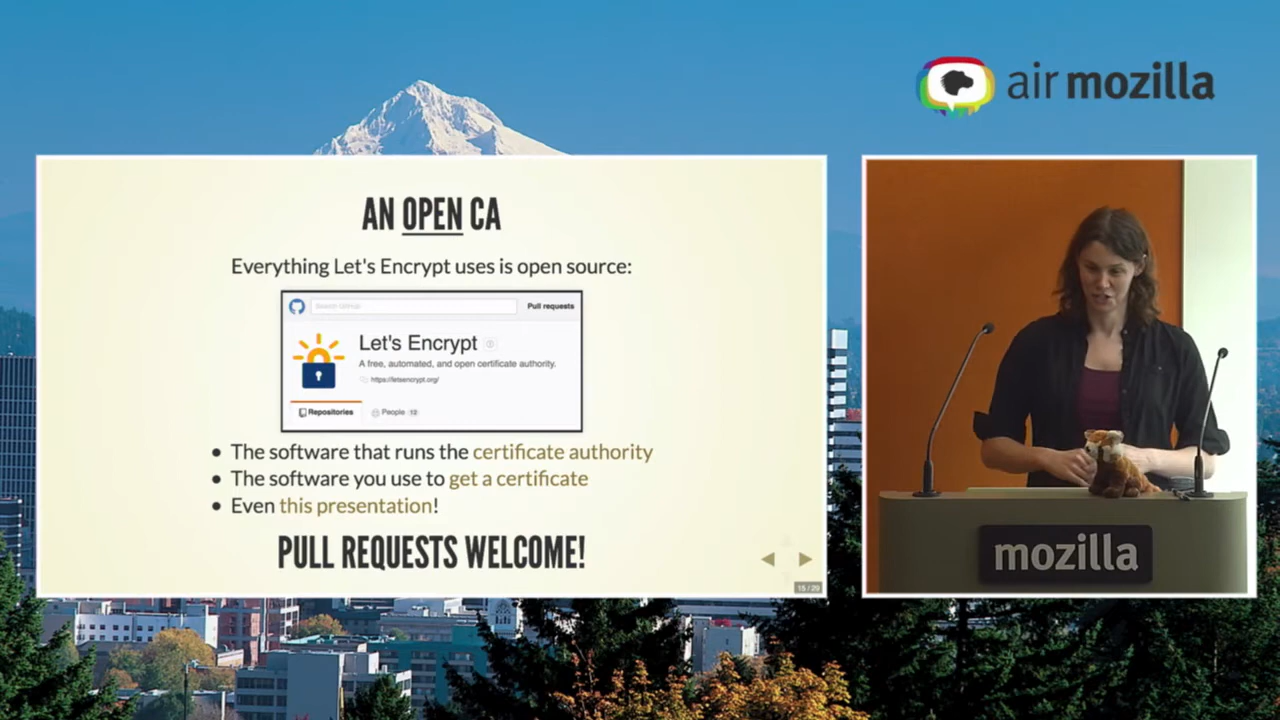 air mozilla
AN OPEN CA
Everything Let's Encrypt uses is open source:
Search GitHub
Pull requests
Let's Encrypt
A free, automated, and open certificate authority.
https://letsencrypt.org/
Repositories
People 12
• The software that runs the certificate authority
• The software you use to get a certificate
• Even this presentation!
PULL REQUESTS WELCOME!
15 / 20
mozilla